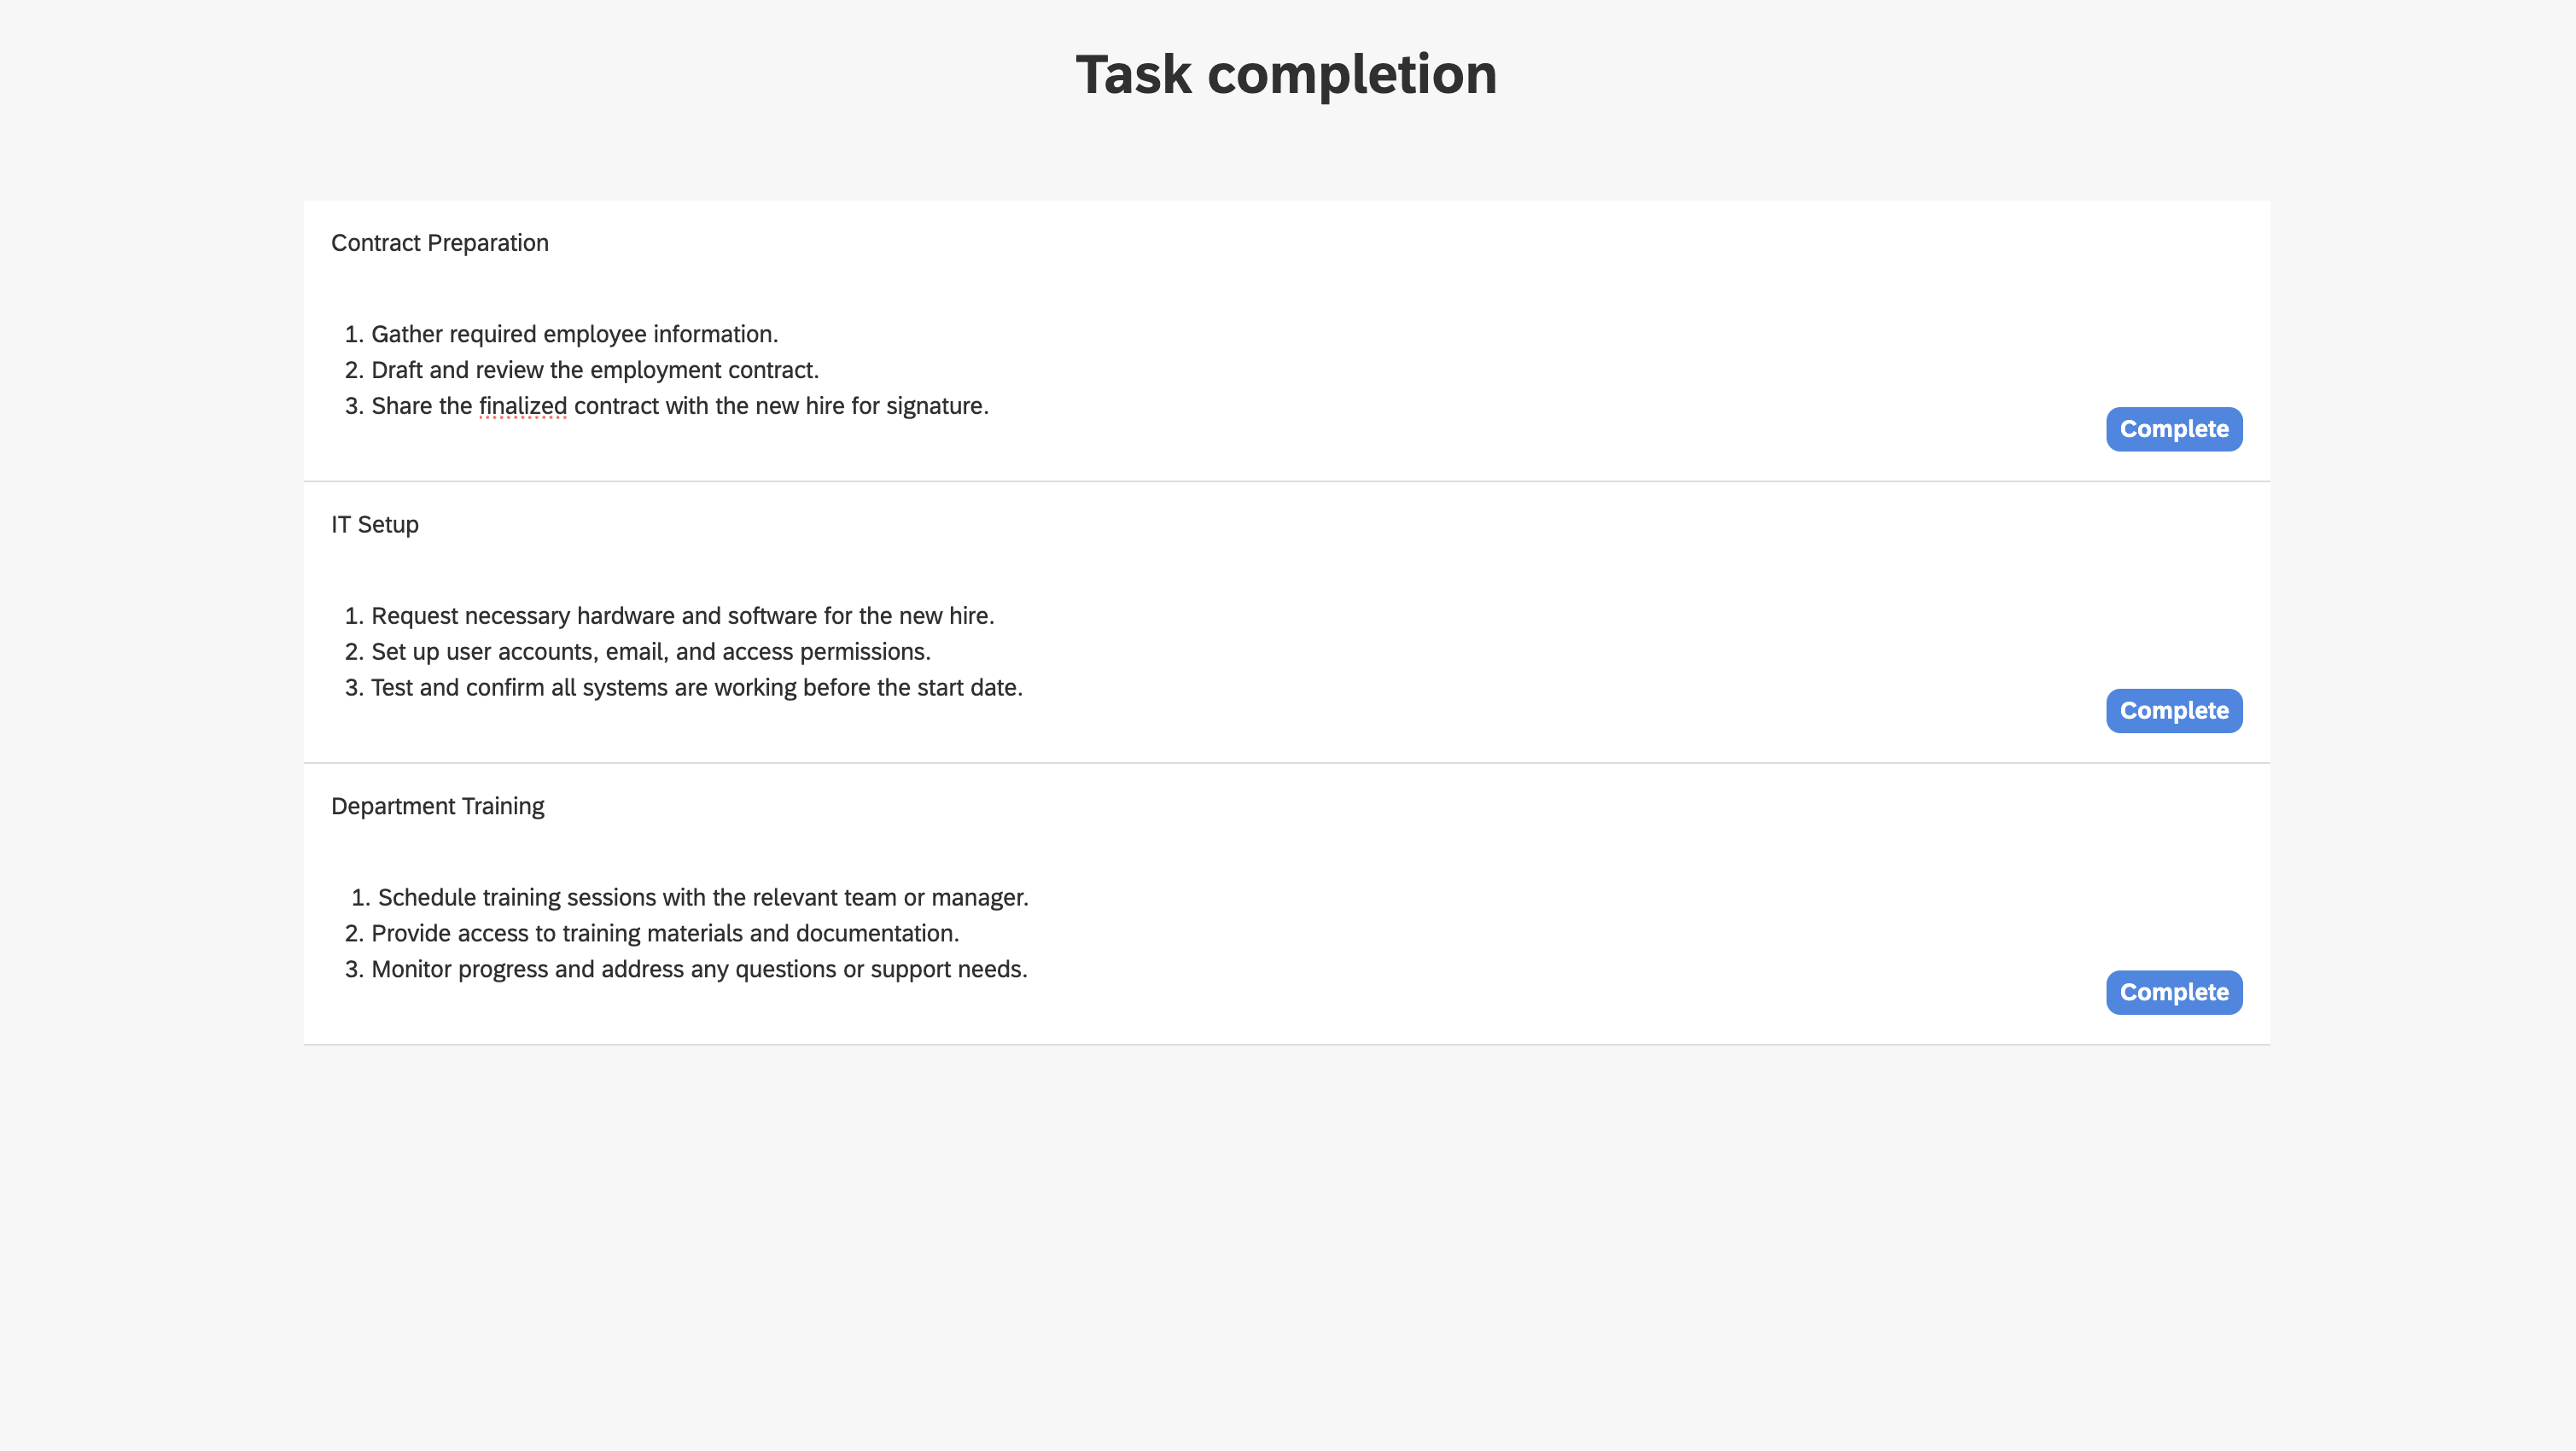 Task completion
Contract Preparation
1. Gather required employee information.
2. Draft and review the employment contract.
3. Share the finalized contract with the new hire for signature.
Complete
IT Setup
1. Request necessary hardware and software for the new hire.
2. Set up user accounts, email, and access permissions.
3. Test and confirm all systems are working before the start date.
Complete
Department Training
1. Schedule training sessions with the relevant team or manager.
2. Provide access to training materials and documentation.
3. Monitor progress and address any questions or support needs.
Complete